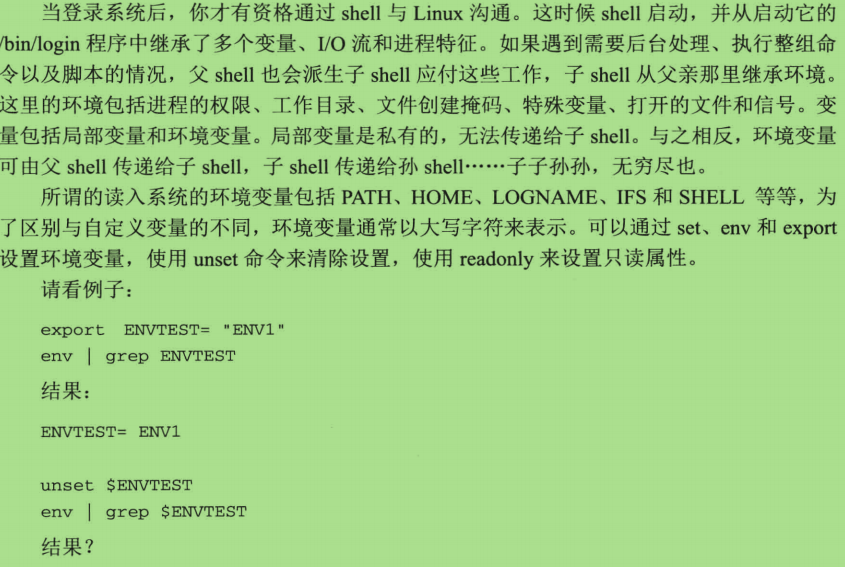 当登录系统后，你才有资格通过 shell 与 Linux 沟通。这时候 shell 启动，并从启动它的
/bin/login 程序中继承了多个变量、I/O 流和进程特征。如果遇到需要后台处理、执行整组命
令以及脚本的情况，父 shell 也会派生子 shell 应付这些工作，子 shell 从父亲那里继承环境。
这里的环境包括进程的权限、工作目录、文件创建掩码、特殊变量、打开的文件和信号。变
量包括局部变量和环境变量。局部变量是私有的，无法传递给子 shell。与之相反，环境变量
可由父 shell 传递给子 shell，子 shell 传递给孙 shell……子子孙孙，无穷尽也。
所谓的读入系统的环境变量包括 PATH、HOME、LOGNAME、IFS 和 SHELL 等等，为
了区别与自定义变量的不同，环境变量通常以大写字符来表示。可以通过 set、env 和 export
设置环境变量，使用 unset 命令来清除设置，使用 readonly 来设置只读属性。
请看例子：
export ENVTEST= "ENV1"
env | grep ENVTEST
结果：
ENVTEST= ENV1
unset $ENVTEST
env | grep $ENVTEST
结果？